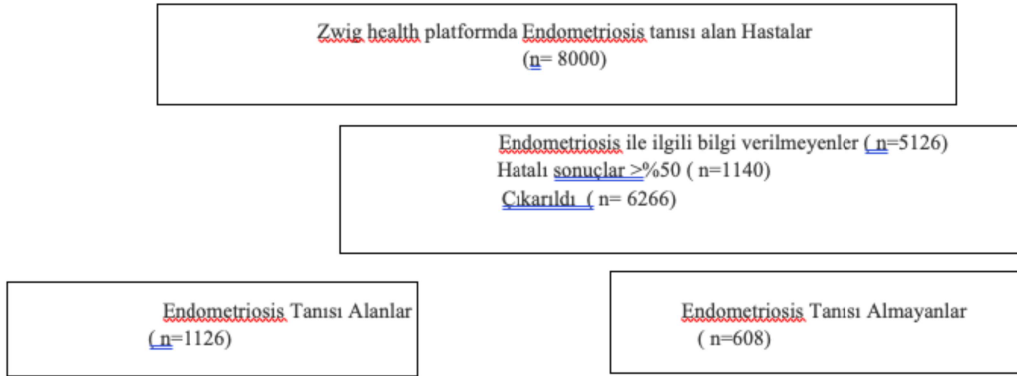 Zwig health platformda Endometriosis tanısı alan Hastalar
(n= 8000)
Endometriosis ile ilgili bilgi verilmeyenler ( n=5126)
Hatalı sonuçlar >%50 ( n=1140)
Çıkarıldı ( n= 6266)
Endometriosis Tanısı Alanlar
( n=1126)
Endometriosis Tanısı Almayanlar
( n=608)